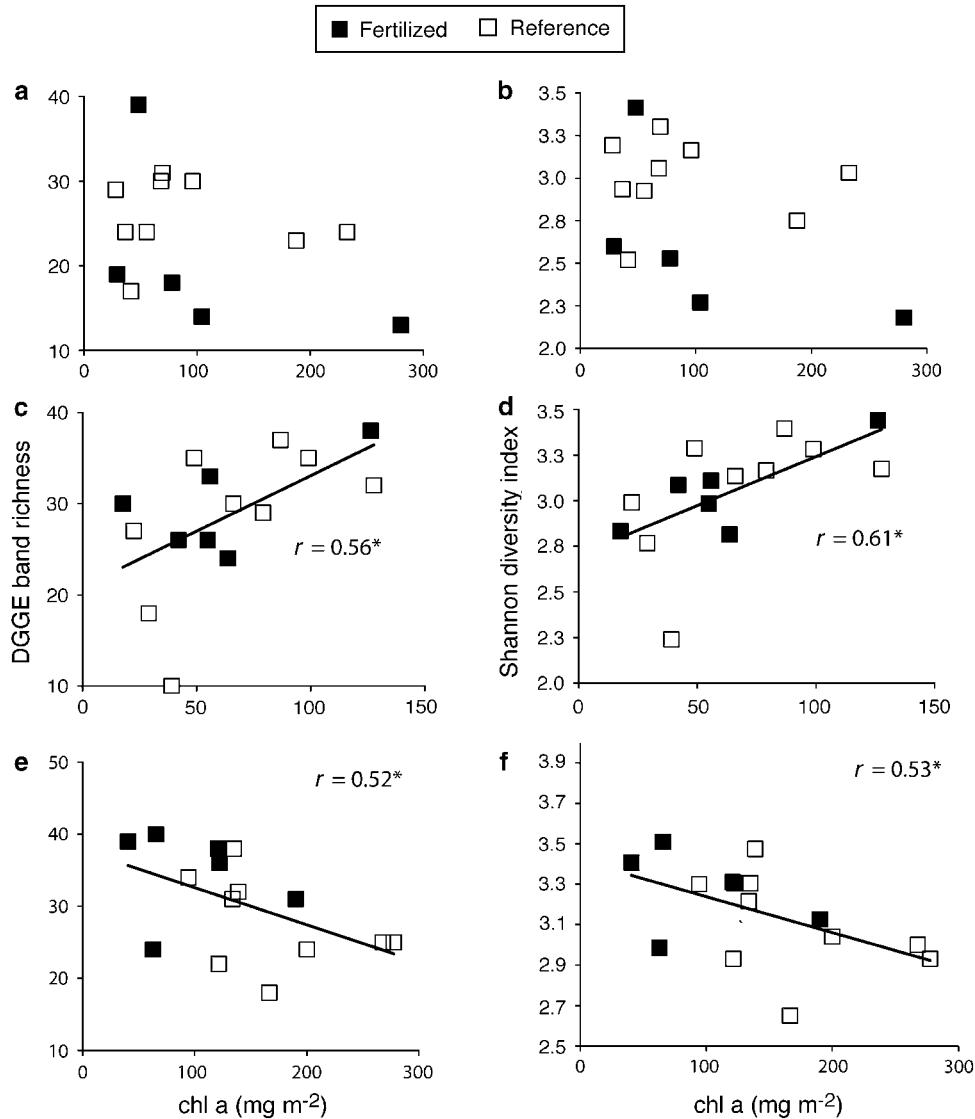 Fertilized Reference
a
40
30
20
10
0 100 200 300
b
3.5
3.3
3.0
2.8
2.5
2.3
2.0
0 100 200 300
c
40
30
20
10
0 50 100 150
r = 0.56*
DGGE band richness
d
3.5
3.3
3.0
2.8
2.5
2.3
2.0
0 50 100 150
r = 0.61*
Shannon diversity index
e
50
40
30
20
10
0 100 200 300
r = 0.52*
chl a (mg m-2)
f
3.9
3.7
3.5
3.3
3.1
2.9
2.7
2.5
0 100 200 300
r = 0.53*
chl a (mg m-2)